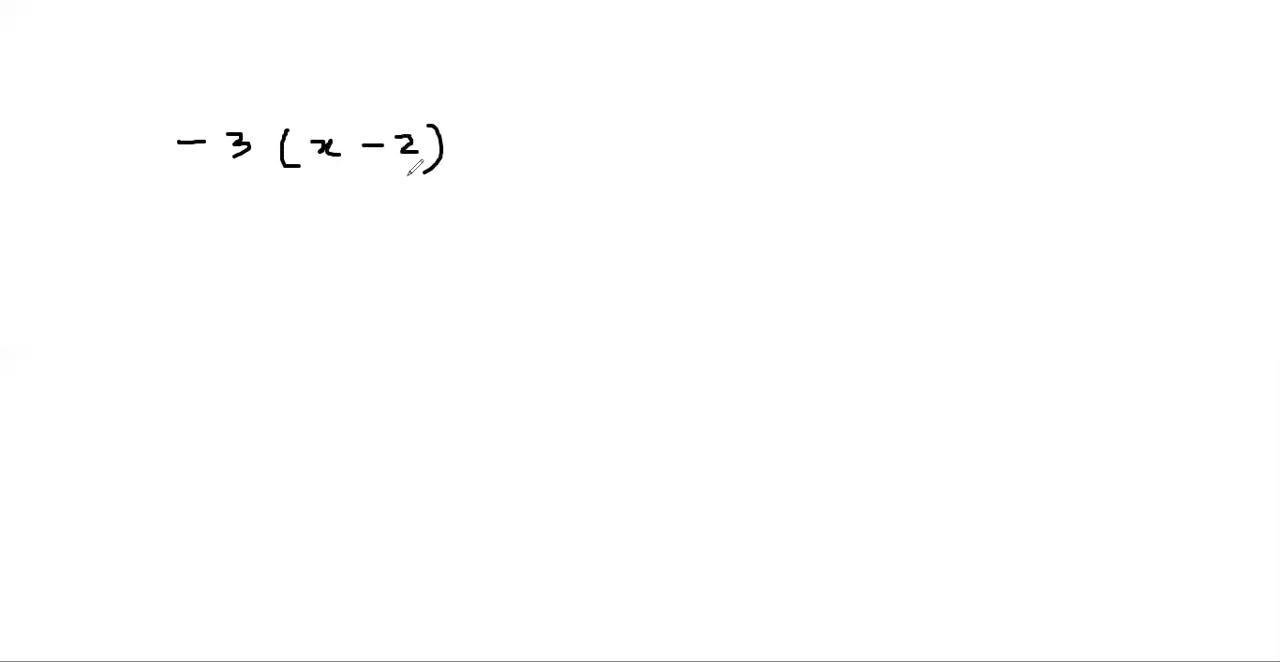 - 3 (x - 2)